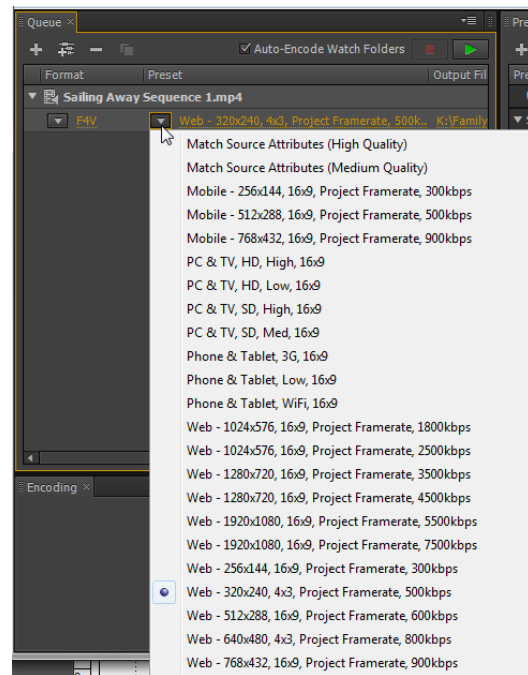 Queue ×
Pre
Auto-Encode Watch Folders
Format Preset Output Fil
Pre
Sailing Away Sequence 1.mp4
F4V Web - 320x240, 4x3, Project Framerate, 500k.. K:\Family
Match Source Attributes (High Quality)
Match Source Attributes (Medium Quality)
Mobile - 256x144, 16x9, Project Framerate, 300kbps
Mobile - 512x288, 16x9, Project Framerate, 500kbps
Mobile - 768x432, 16x9, Project Framerate, 900kbps
PC & TV, HD, High, 16x9
PC & TV, HD, Low, 16x9
PC & TV, SD, High, 16x9
PC & TV, SD, Med, 16x9
Phone & Tablet, 3G, 16x9
Phone & Tablet, Low, 16x9
Phone & Tablet, WiFi, 16x9
Web - 1024x576, 16x9, Project Framerate, 1800kbps
Web - 1024x576, 16x9, Project Framerate, 2500kbps
Web - 1280x720, 16x9, Project Framerate, 3500kbps
Web - 1280x720, 16x9, Project Framerate, 4500kbps
Encoding ×
Web - 1920x1080, 16x9, Project Framerate, 5500kbps
Web - 1920x1080, 16x9, Project Framerate, 7500kbps
Web - 256x144, 16x9, Project Framerate, 300kbps
Web - 320x240, 4x3, Project Framerate, 500kbps
Web - 512x288, 16x9, Project Framerate, 600kbps
Web - 640x480, 4x3, Project Framerate, 800kbps
Web - 768x432, 16x9, Project Framerate, 900kbps